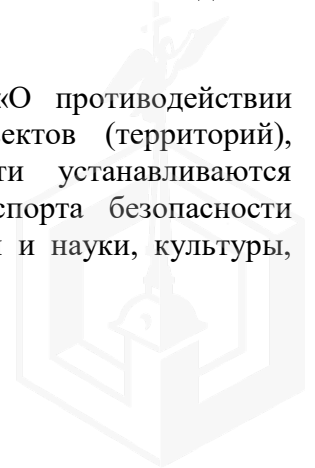 «О противодействии
ектов (территорий),
ти устанавливаются
спорта безопасности
и и науки, культуры,